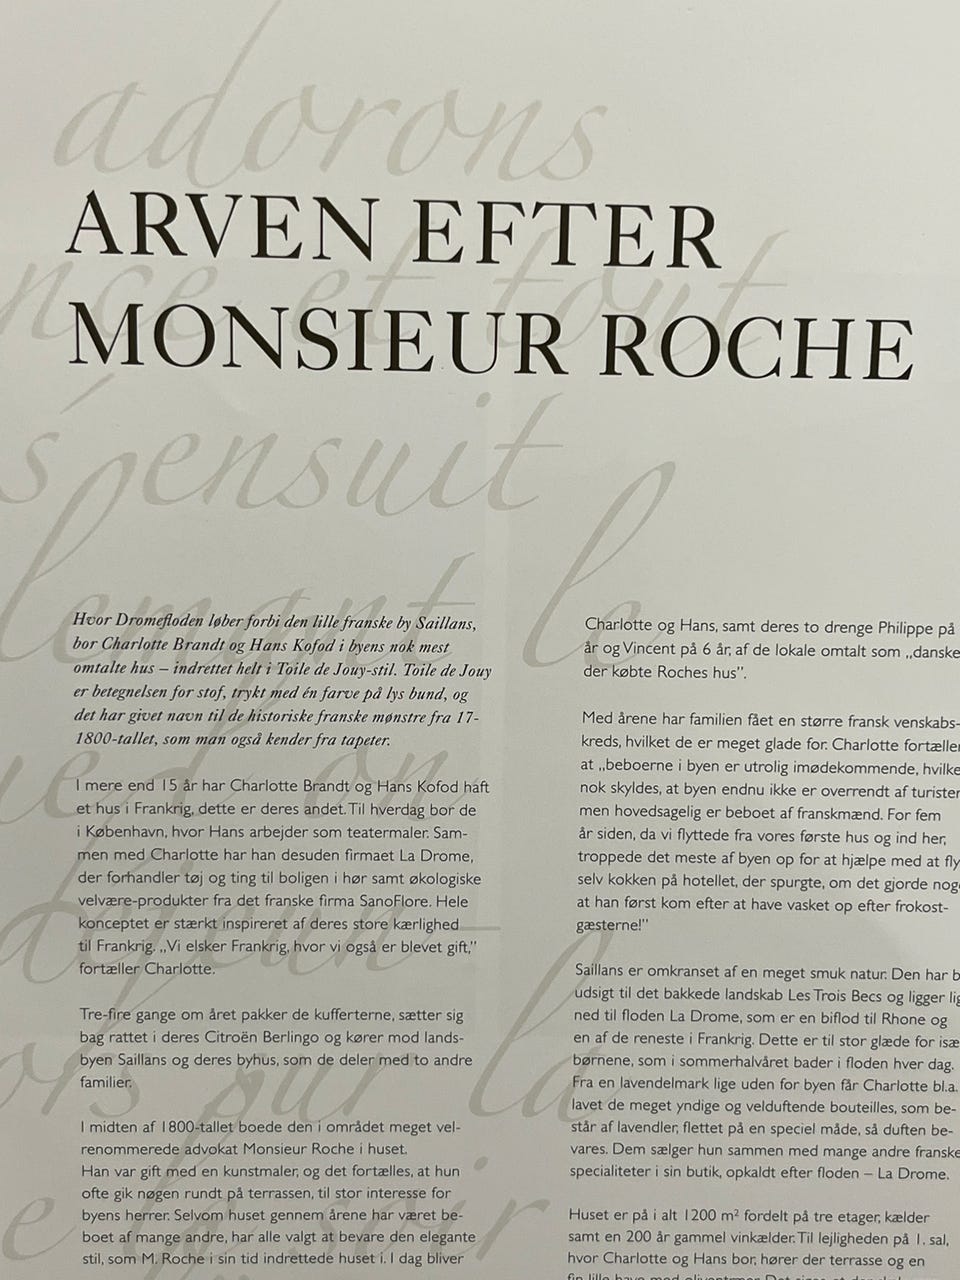 adorons
ARVEN EFTER
nce et tout
MONSIEUR ROCHE
s'ensuit
le
Hvor Dromefloden løber forbi den lille franske by Saillans,
bor Charlotte Brandt og Hans Kofod i byens nok mest
omtalte hus – indrettet helt i Toile de Jouy-stil. Toile de Jouy
er betegnelsen for stof, trykt med én farve på lys bund, og
det har givet navn til de historiske franske mønstre fra 17-
1800-tallet, som man også kender fra tapeter.
I mere end 15 år har Charlotte Brandt og Hans Kofod haft
et hus i Frankrig, dette er deres andet. Til hverdag bor de
i København, hvor Hans arbejder som teatermaler. Sam-
men med Charlotte har han desuden firmaet La Drome,
der forhandler tøj og ting til boligen i hør samt økologiske
velvære-produkter fra det franske firma SanoFlore. Hele
konceptet er stærkt inspireret af deres store kærlighed
til Frankrig. „Vi elsker Frankrig, hvor vi også er blevet gift,”
fortæller Charlotte.
Tre-fire gange om året pakker de kufferterne, sætter sig
bag rattet i deres Citroën Berlingo og kører mod lands-
byen Saillans og deres byhus, som de deler med to andre
familier.
I midten af 1800-tallet boede den i området meget vel-
renommerede advokat Monsieur Roche i huset.
Han var gift med en kunstmaler, og det fortælles, at hun
ofte gik nøgen rundt på terrassen, til stor interesse for
byens herrer. Selvom huset gennem årene har været be-
boet af mange andre, har alle valgt at bevare den elegante
stil, som M. Roche i sin tid indrettede huset i. I dag bliver
Charlotte og Hans, samt deres to drenge Philippe på
år og Vincent på 6 år, af de lokale omtalt som „danske
der købte Roches hus”.
Med årene har familien fået en større fransk venskabs-
kreds, hvilket de er meget glade for. Charlotte fortæller
at „beboerne i byen er utrolig imødekommende, hvilke
nok skyldes, at byen endnu ikke er overrendt af turister
men hovedsagelig er beboet af franskmænd. For fem
år siden, da vi flyttede fra vores første hus og ind her,
troppede det meste af byen op for at hjælpe med at fly
selv kokken på hotellet, der spurgte, om det gjorde nog
at han først kom efter at have vasket op efter frokost-
gæsterne!”
Saillans er omkranset af en meget smuk natur. Den har b
udsigt til det bakkede landskab Les Trois Becs og ligger lig
ned til floden La Drome, som er en biflod til Rhone og
en af de reneste i Frankrig. Dette er til stor glæde for isæ
børnene, som i sommerhalvåret bader i floden hver dag.
Fra en lavendelmark lige uden for byen får Charlotte bl.a.
lavet de meget yndige og velduftende bouteilles, som be-
står af lavendler, flettet på en speciel måde, så duften be-
vares. Dem sælger hun sammen med mange andre franske
specialiteter i sin butik, opkaldt efter floden – La Drome.
Huset er på i alt 1200 m² fordelt på tre etager, kælder
samt en 200 år gammel vinkælder. Til lejligheden på 1. sal,
hvor Charlotte og Hans bor, hører der terrasse og en